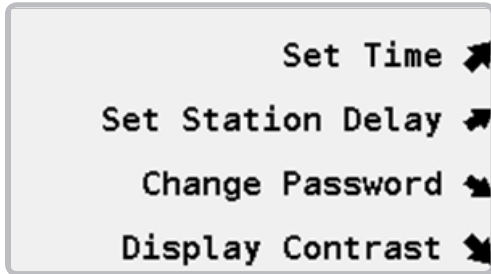 Set Time
Set Station Delay
Change Password
Display Contrast